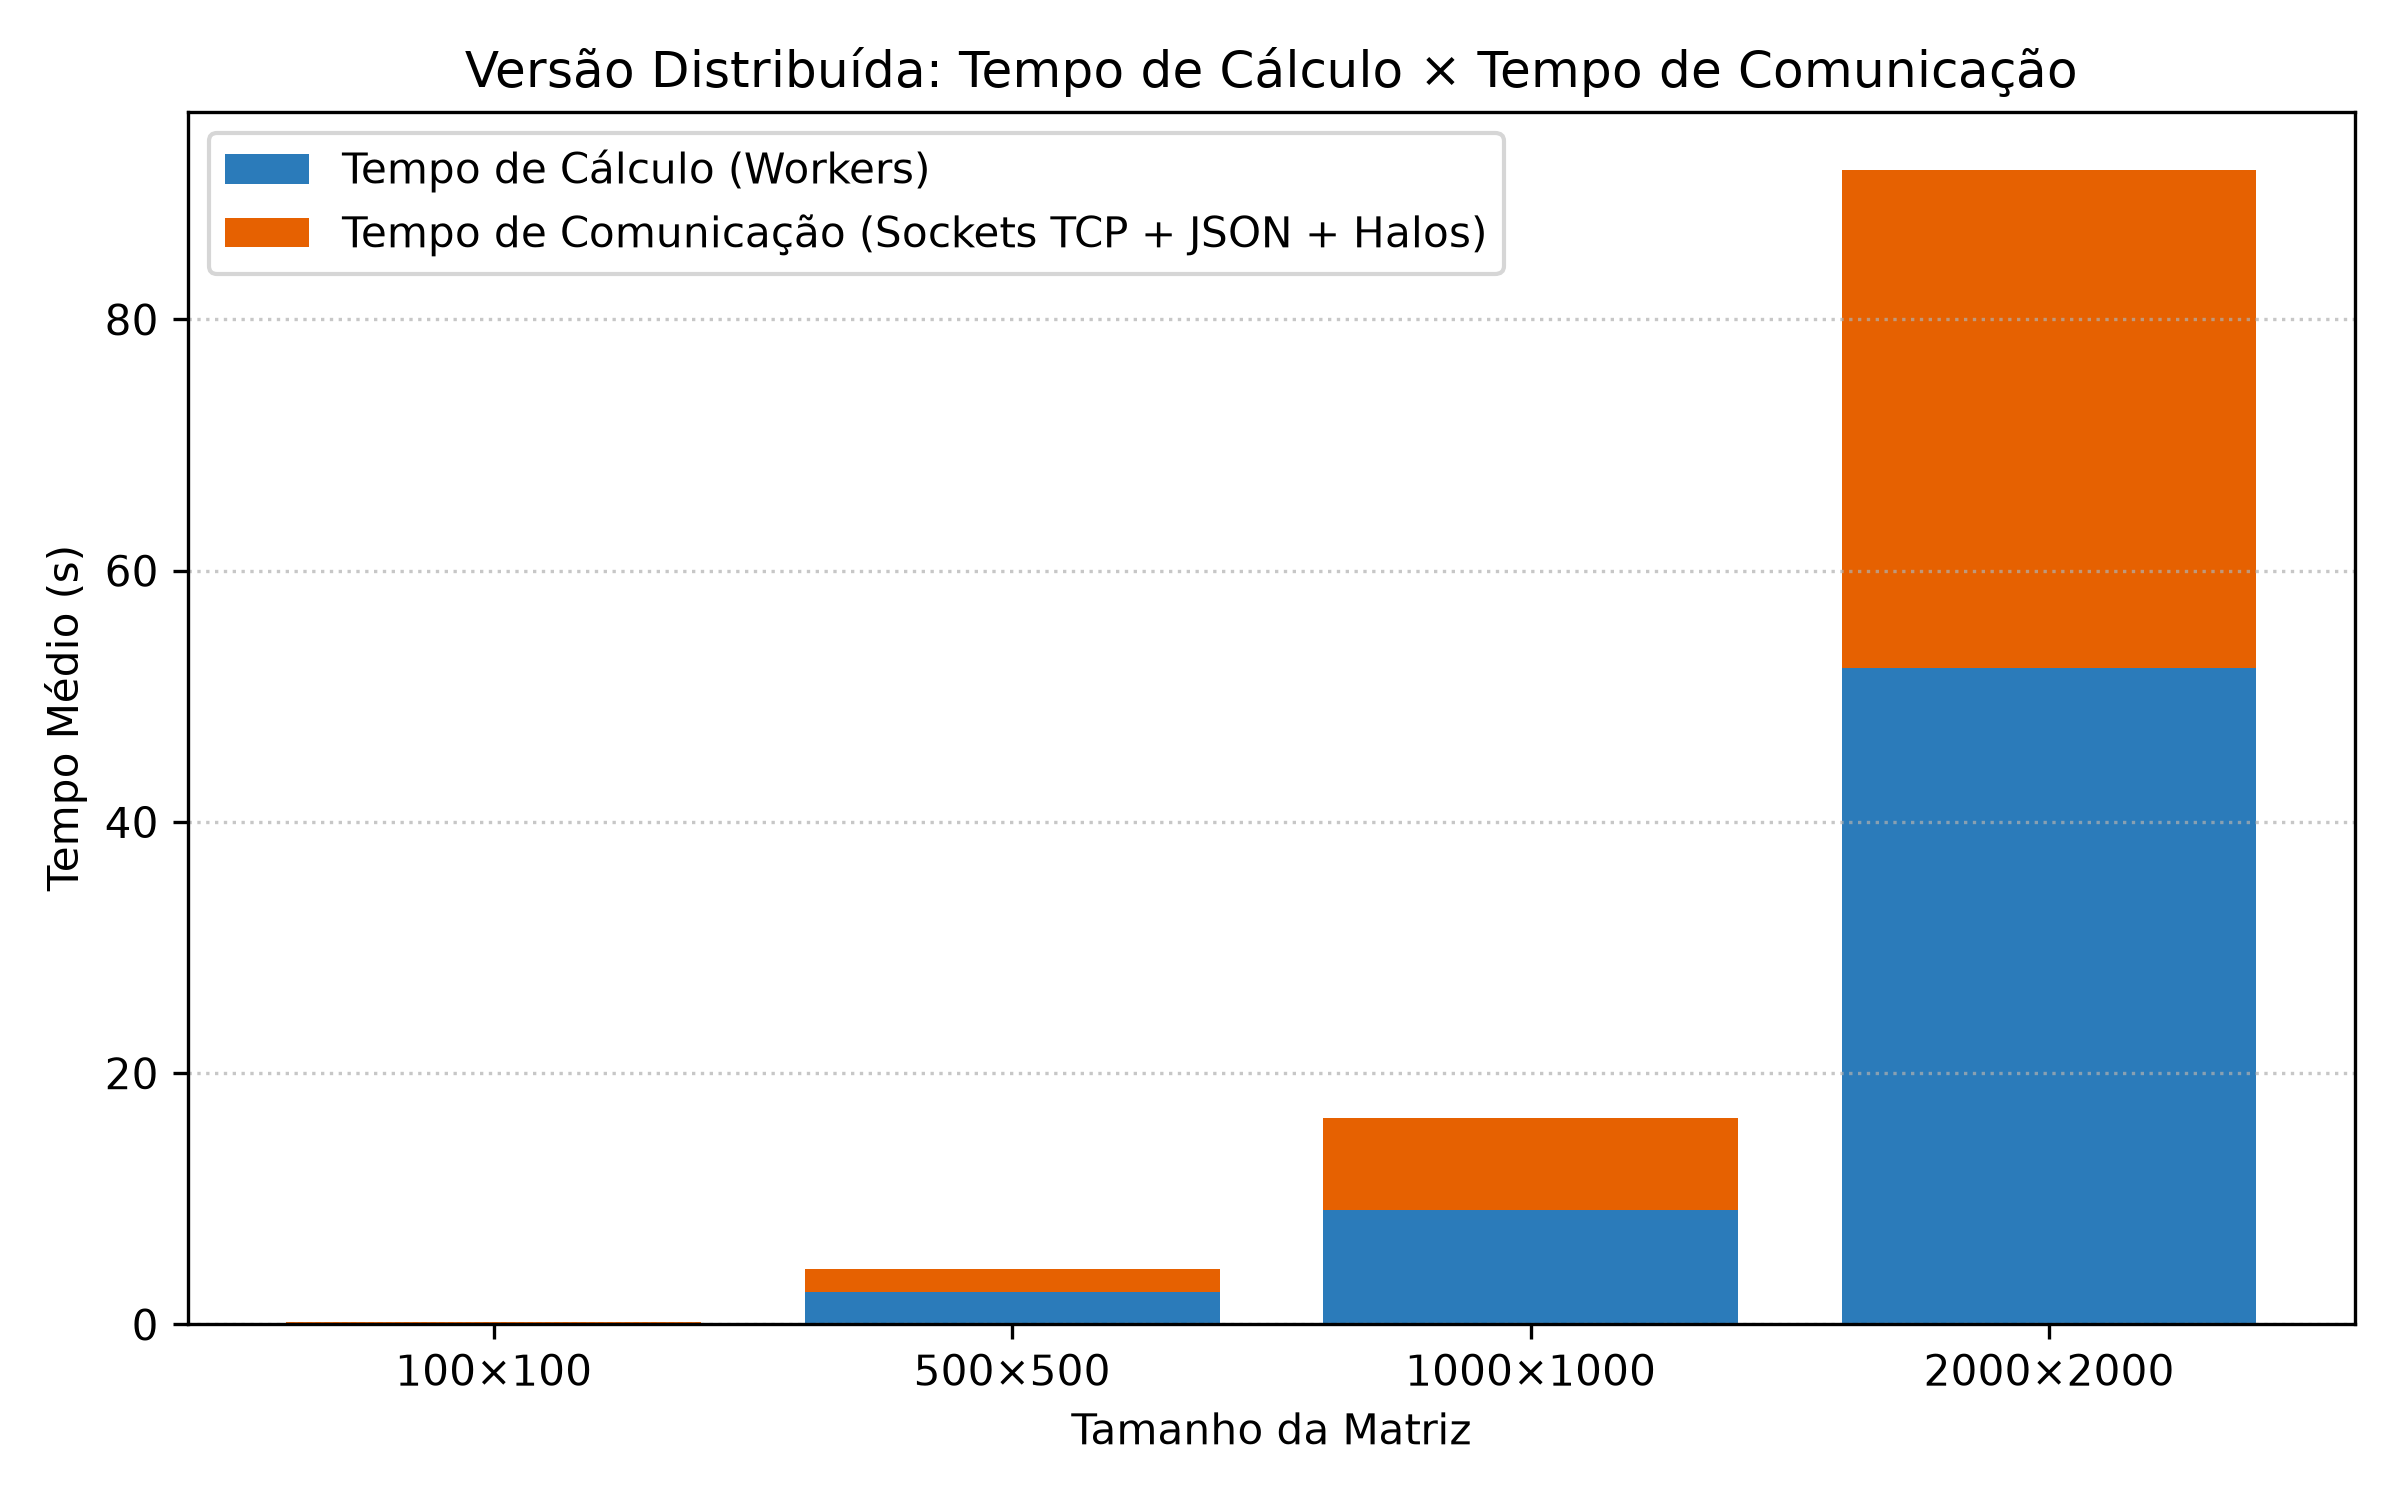 Versão Distribuída: Tempo de Cálculo × Tempo de Comunicação
Tempo de Cálculo (Workers)
Tempo de Comunicação (Sockets TCP + JSON + Halos)
Tempo Médio (s)
80
60
40
20
0
100×100
500×500
1000×1000
2000×2000
Tamanho da Matriz